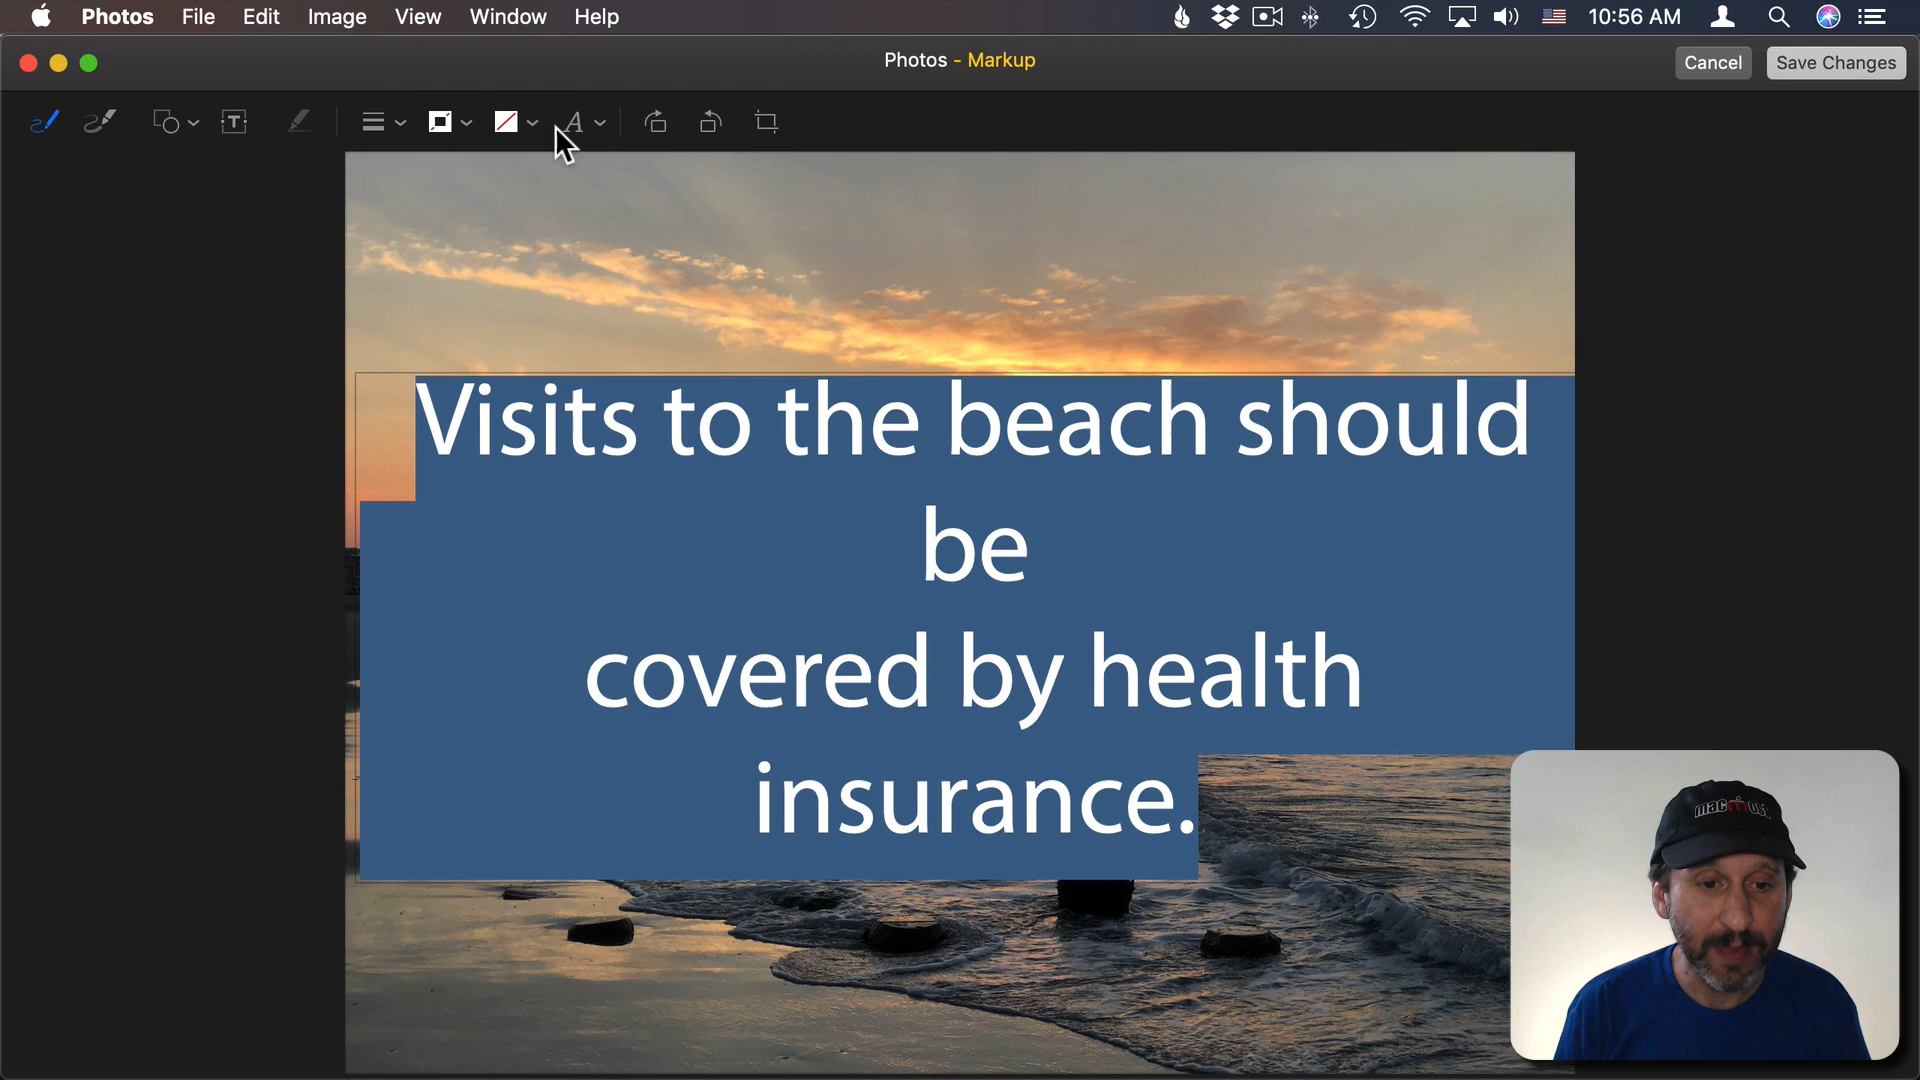 Photos File Edit Image View Window Help 10:56 AM
Photos - Markup
Cancel Save Changes
T A
Visits to the beach should
be
covered by health
insurance.
macmost